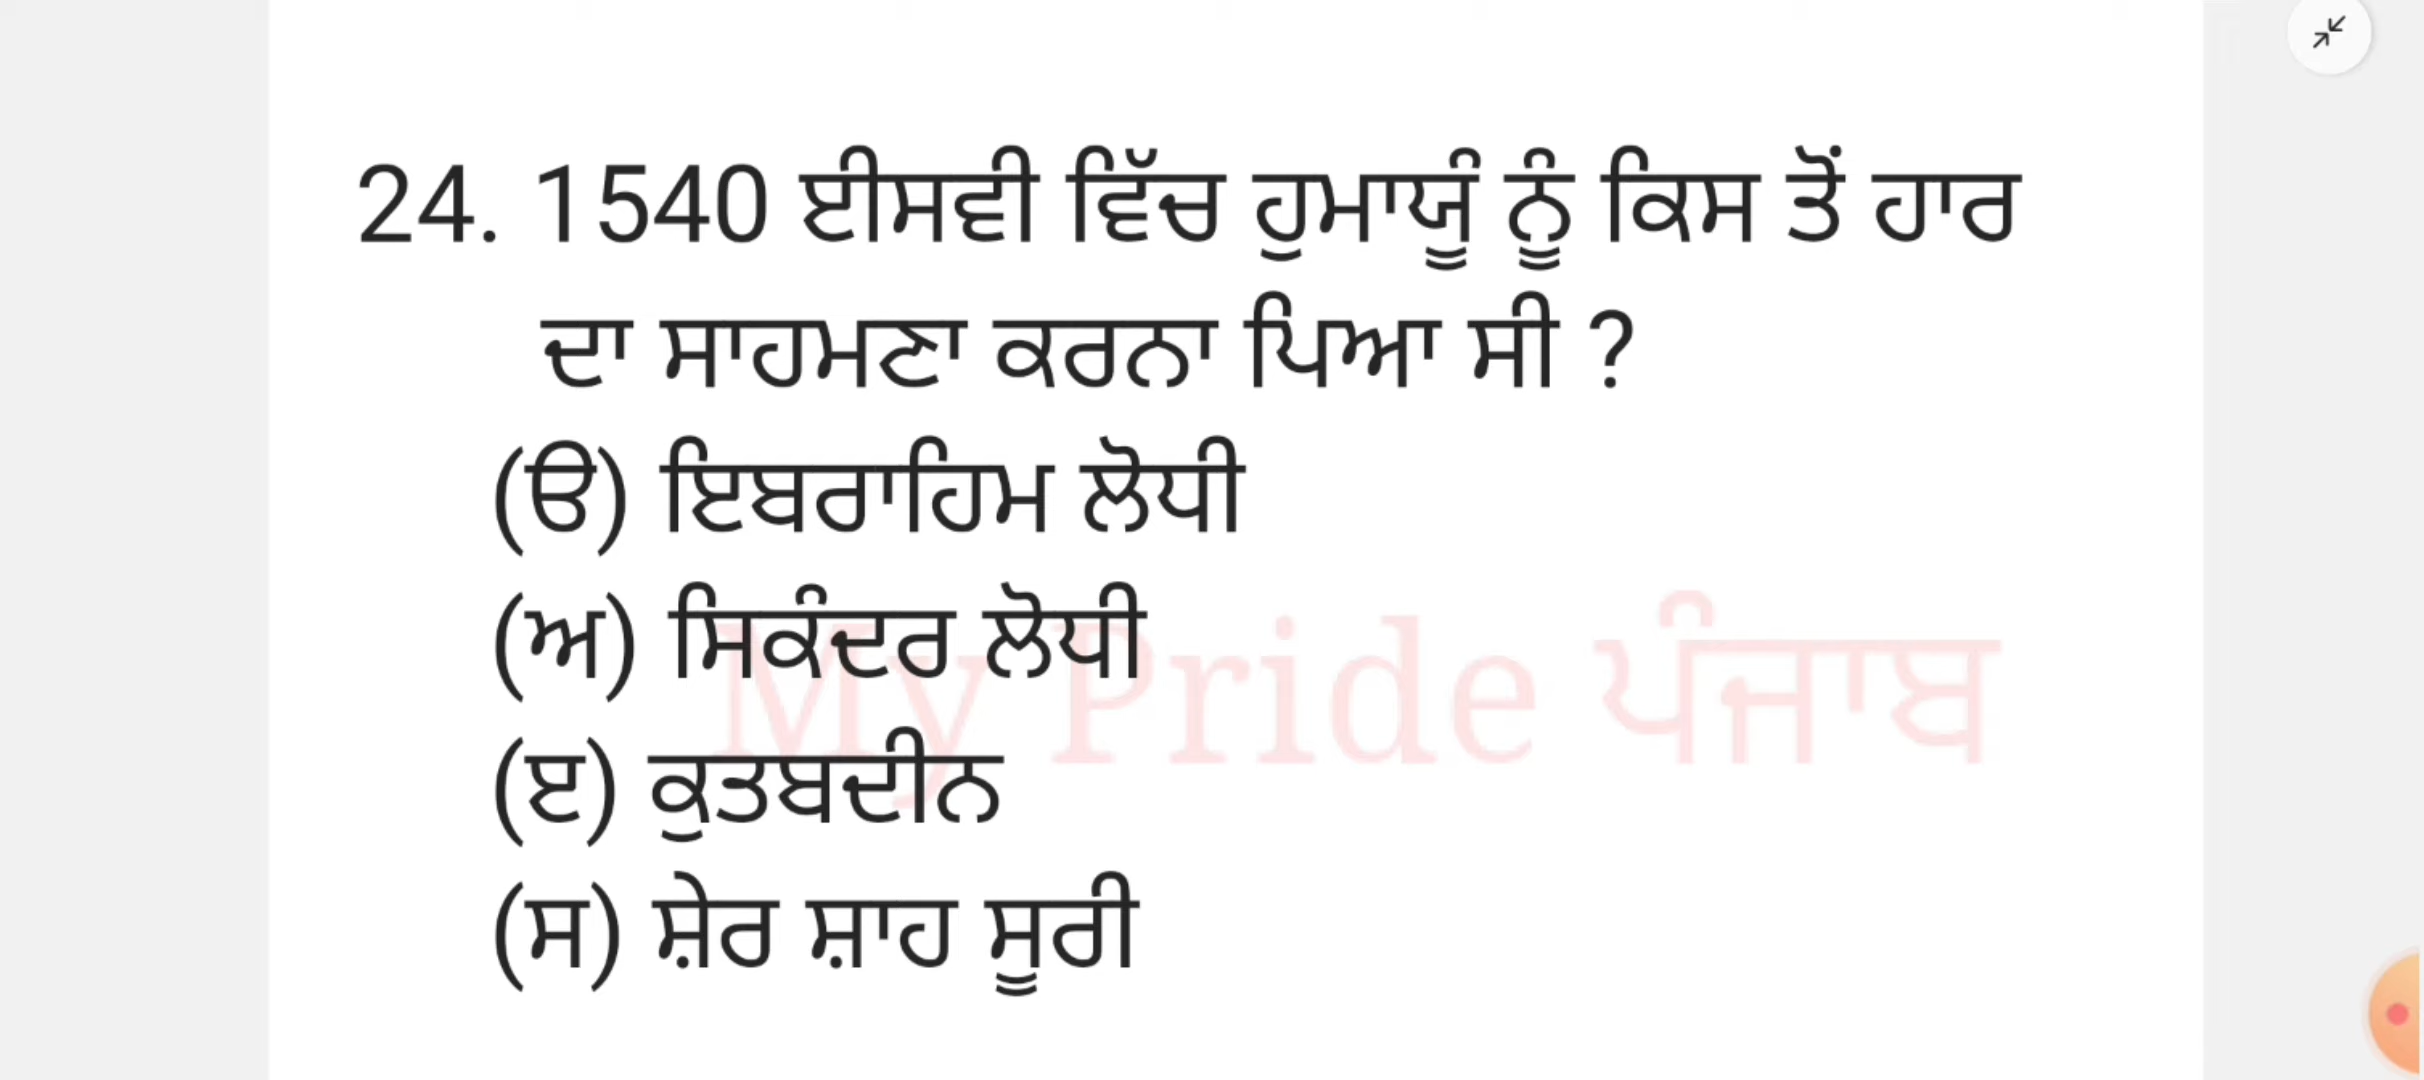 24. 1540 ਈਸਵੀ ਵਿੱਚ ਹੁਮਾਯੂੰ ਨੂੰ ਕਿਸ ਤੋਂ ਹਾਰ
ਦਾ ਸਾਹਮਣਾ ਕਰਨਾ ਪਿਆ ਸੀ ?
(ੳ) ਇਬਰਾਹਿਮ ਲੋਧੀ
(ਅ) ਸਿਕੰਦਰ ਲੋਧੀ
My Pride ਪੰਜਾਬ
(ੲ) ਕੁਤਬਦੀਨ
(ਸ) ਸ਼ੇਰ ਸ਼ਾਹ ਸੂਰੀ